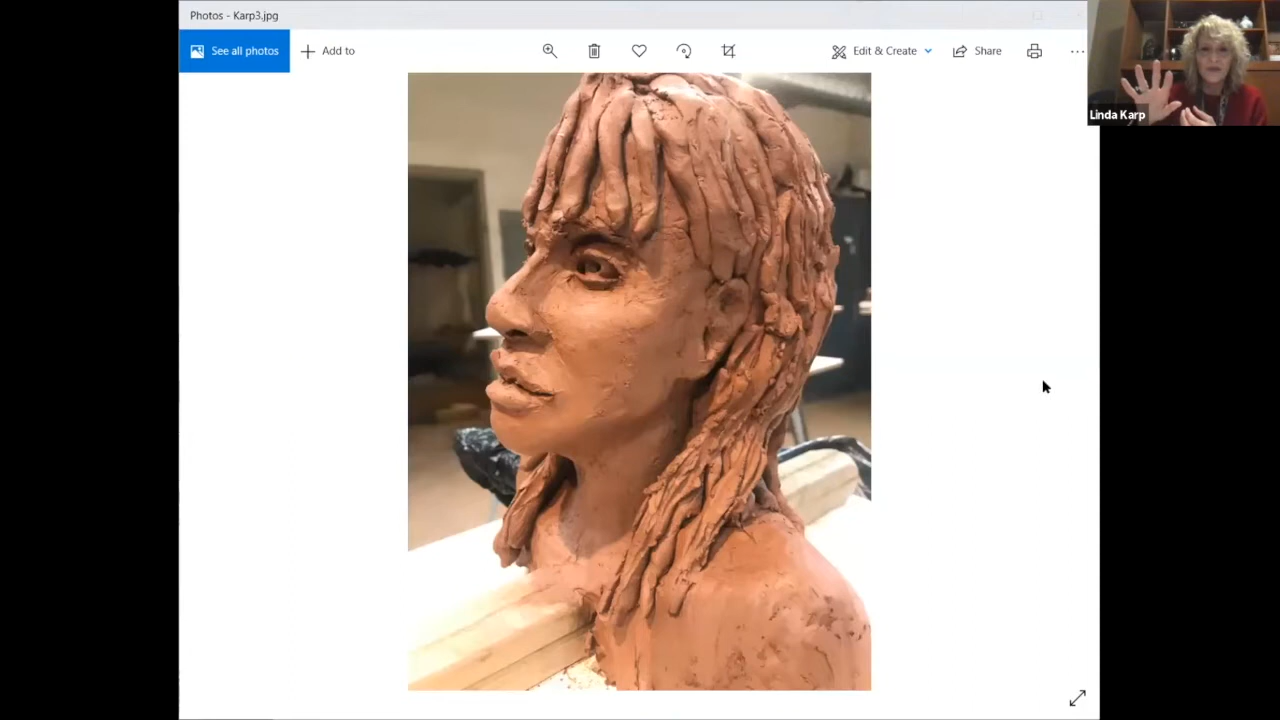 Photos - Karp3.jpg
See all photos
Add to
Edit & Create
Share
Linda Karp